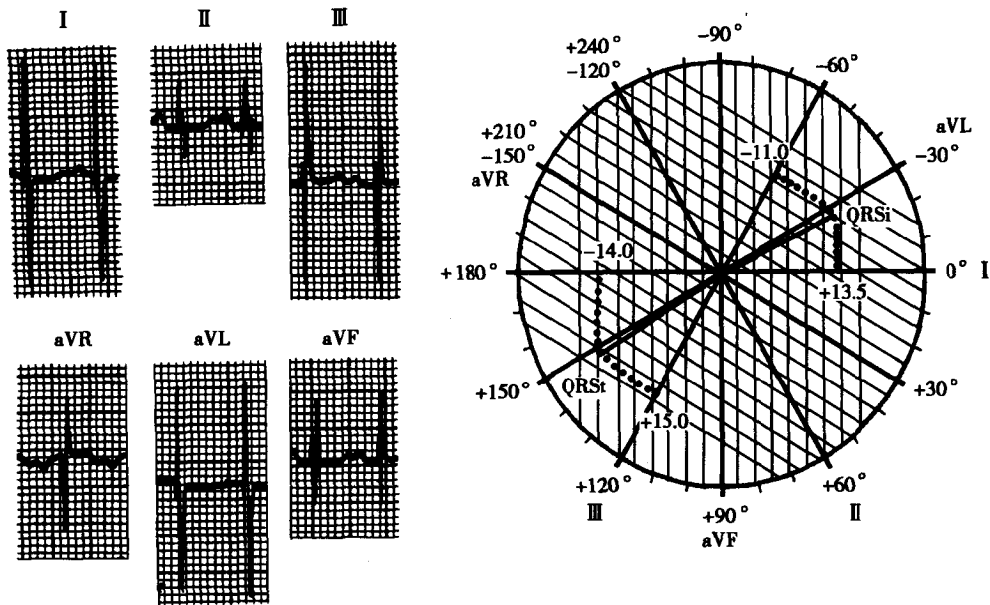 Ⅰ Ⅱ Ⅲ
aVR aVL aVF
-90°
+240°
-120°
-60°
+210°
-150°
aVR
aVL
-30°
-11.0
QRSi
-14.0
+180°
0° Ⅰ
+13.5
QRSt
+150°
+30°
+15.0
+120°
Ⅲ
+60°
Ⅱ
+90°
aVF